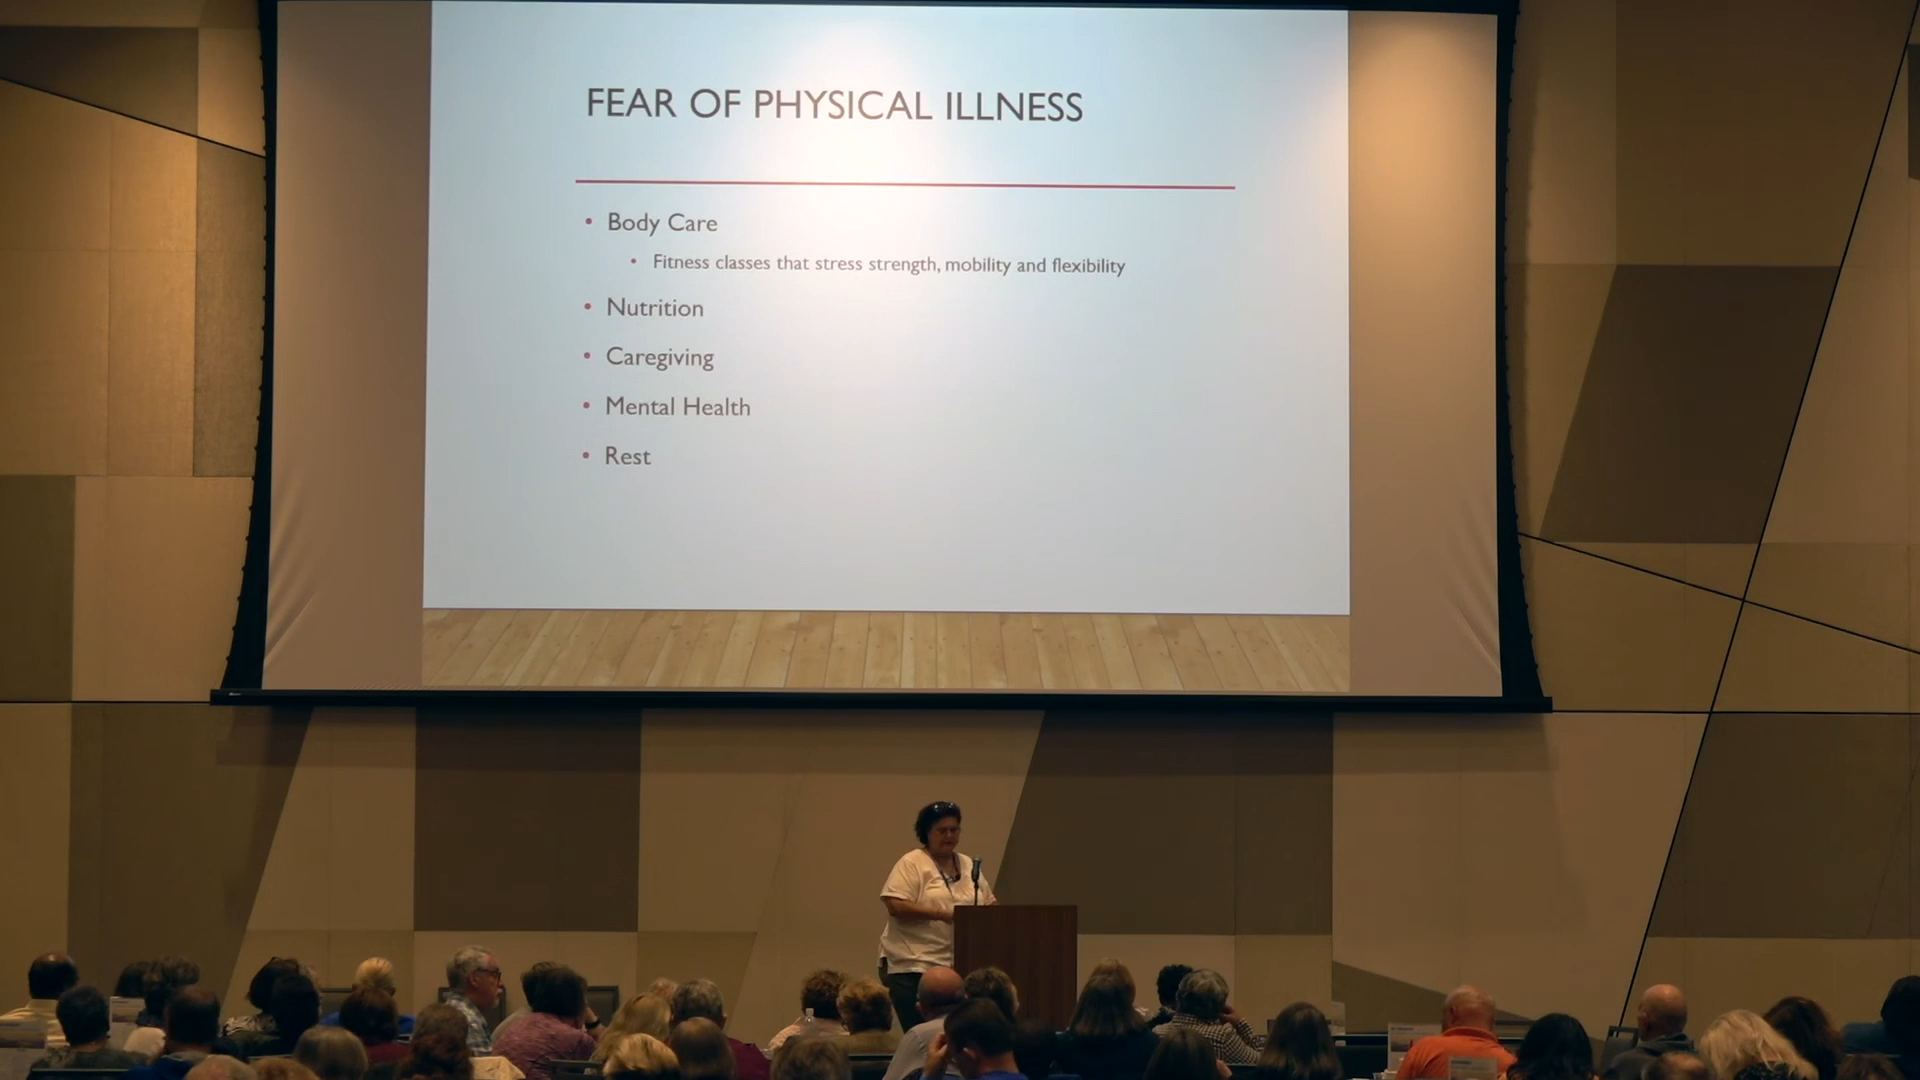 FEAR OF PHYSICAL ILLNESS
• Body Care
• Fitness classes that stress strength, mobility and flexibility
• Nutrition
• Caregiving
• Mental Health
• Rest